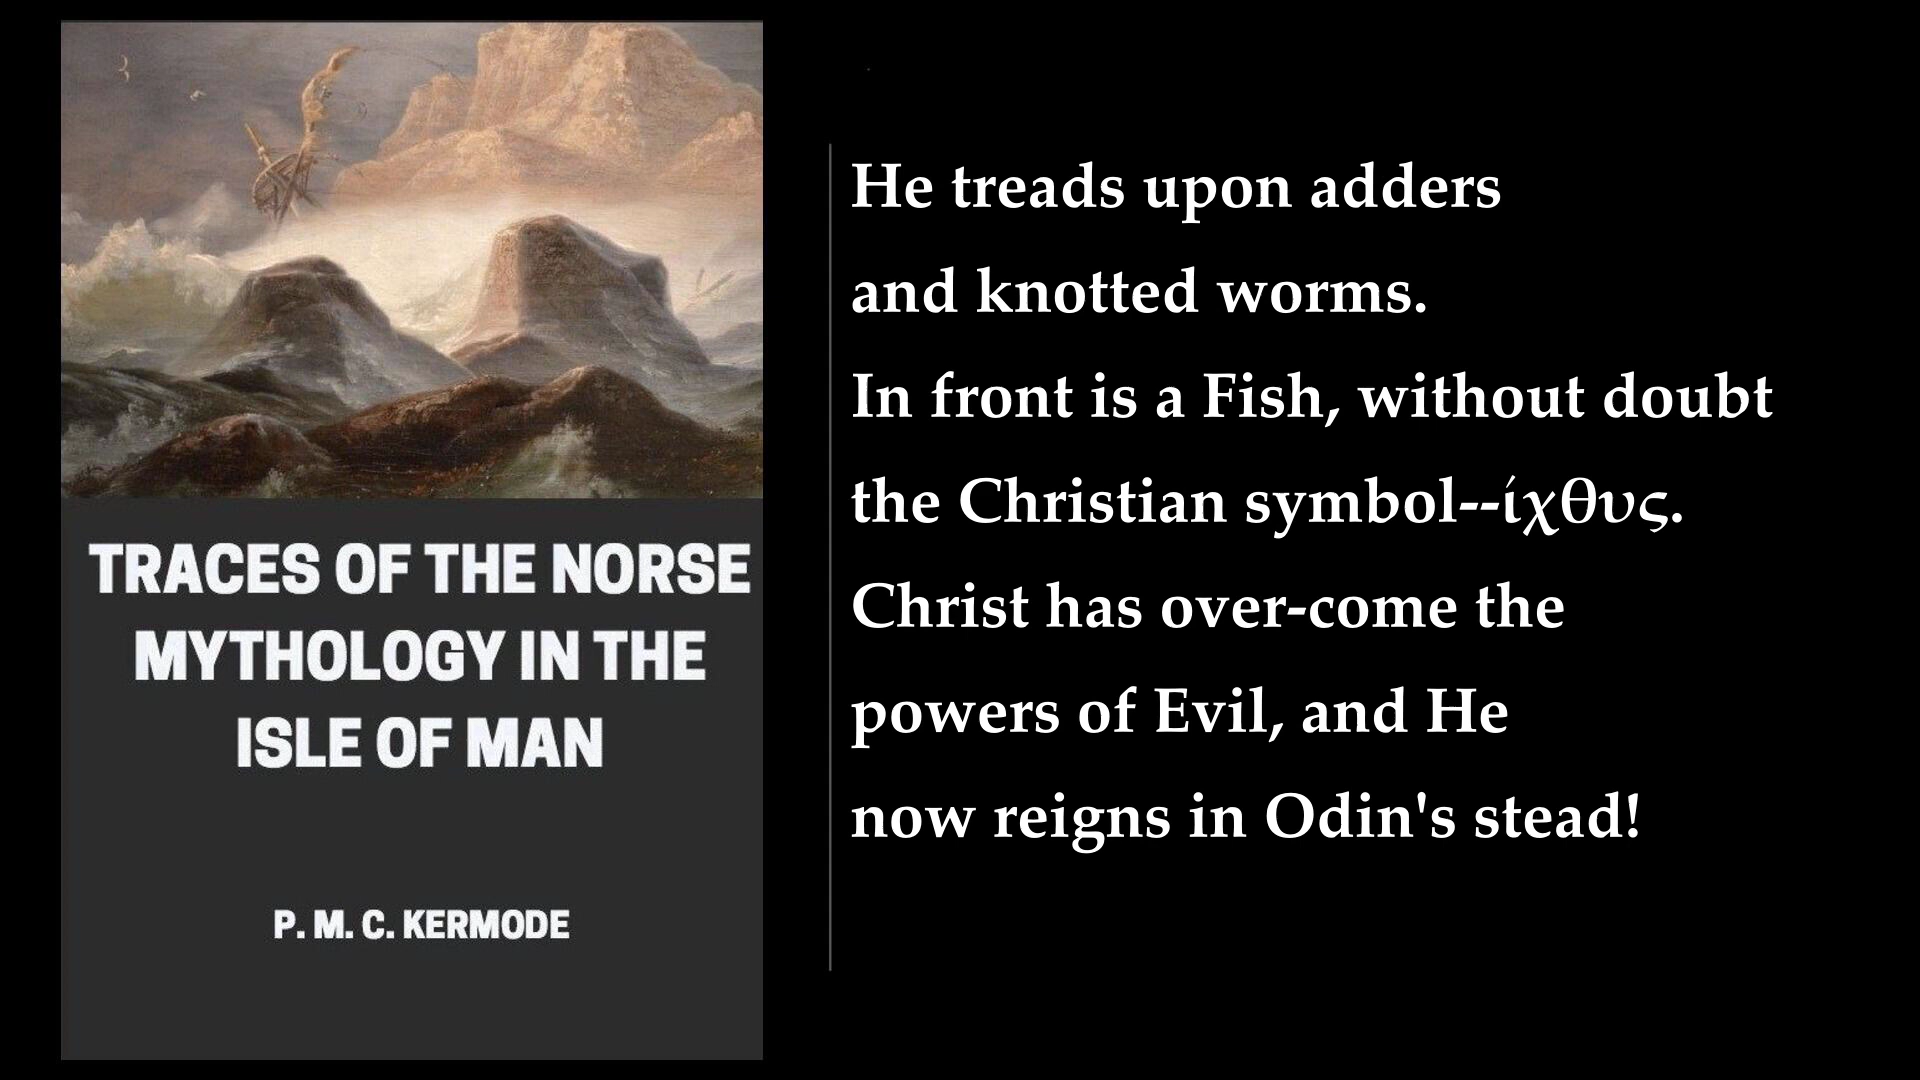 TRACES OF THE NORSE
MYTHOLOGY IN THE
ISLE OF MAN
P. M. C. KERMODE
He treads upon adders
and knotted worms.
In front is a Fish, without doubt
the Christian symbol--ίχθυς.
Christ has over-come the
powers of Evil, and He
now reigns in Odin's stead!